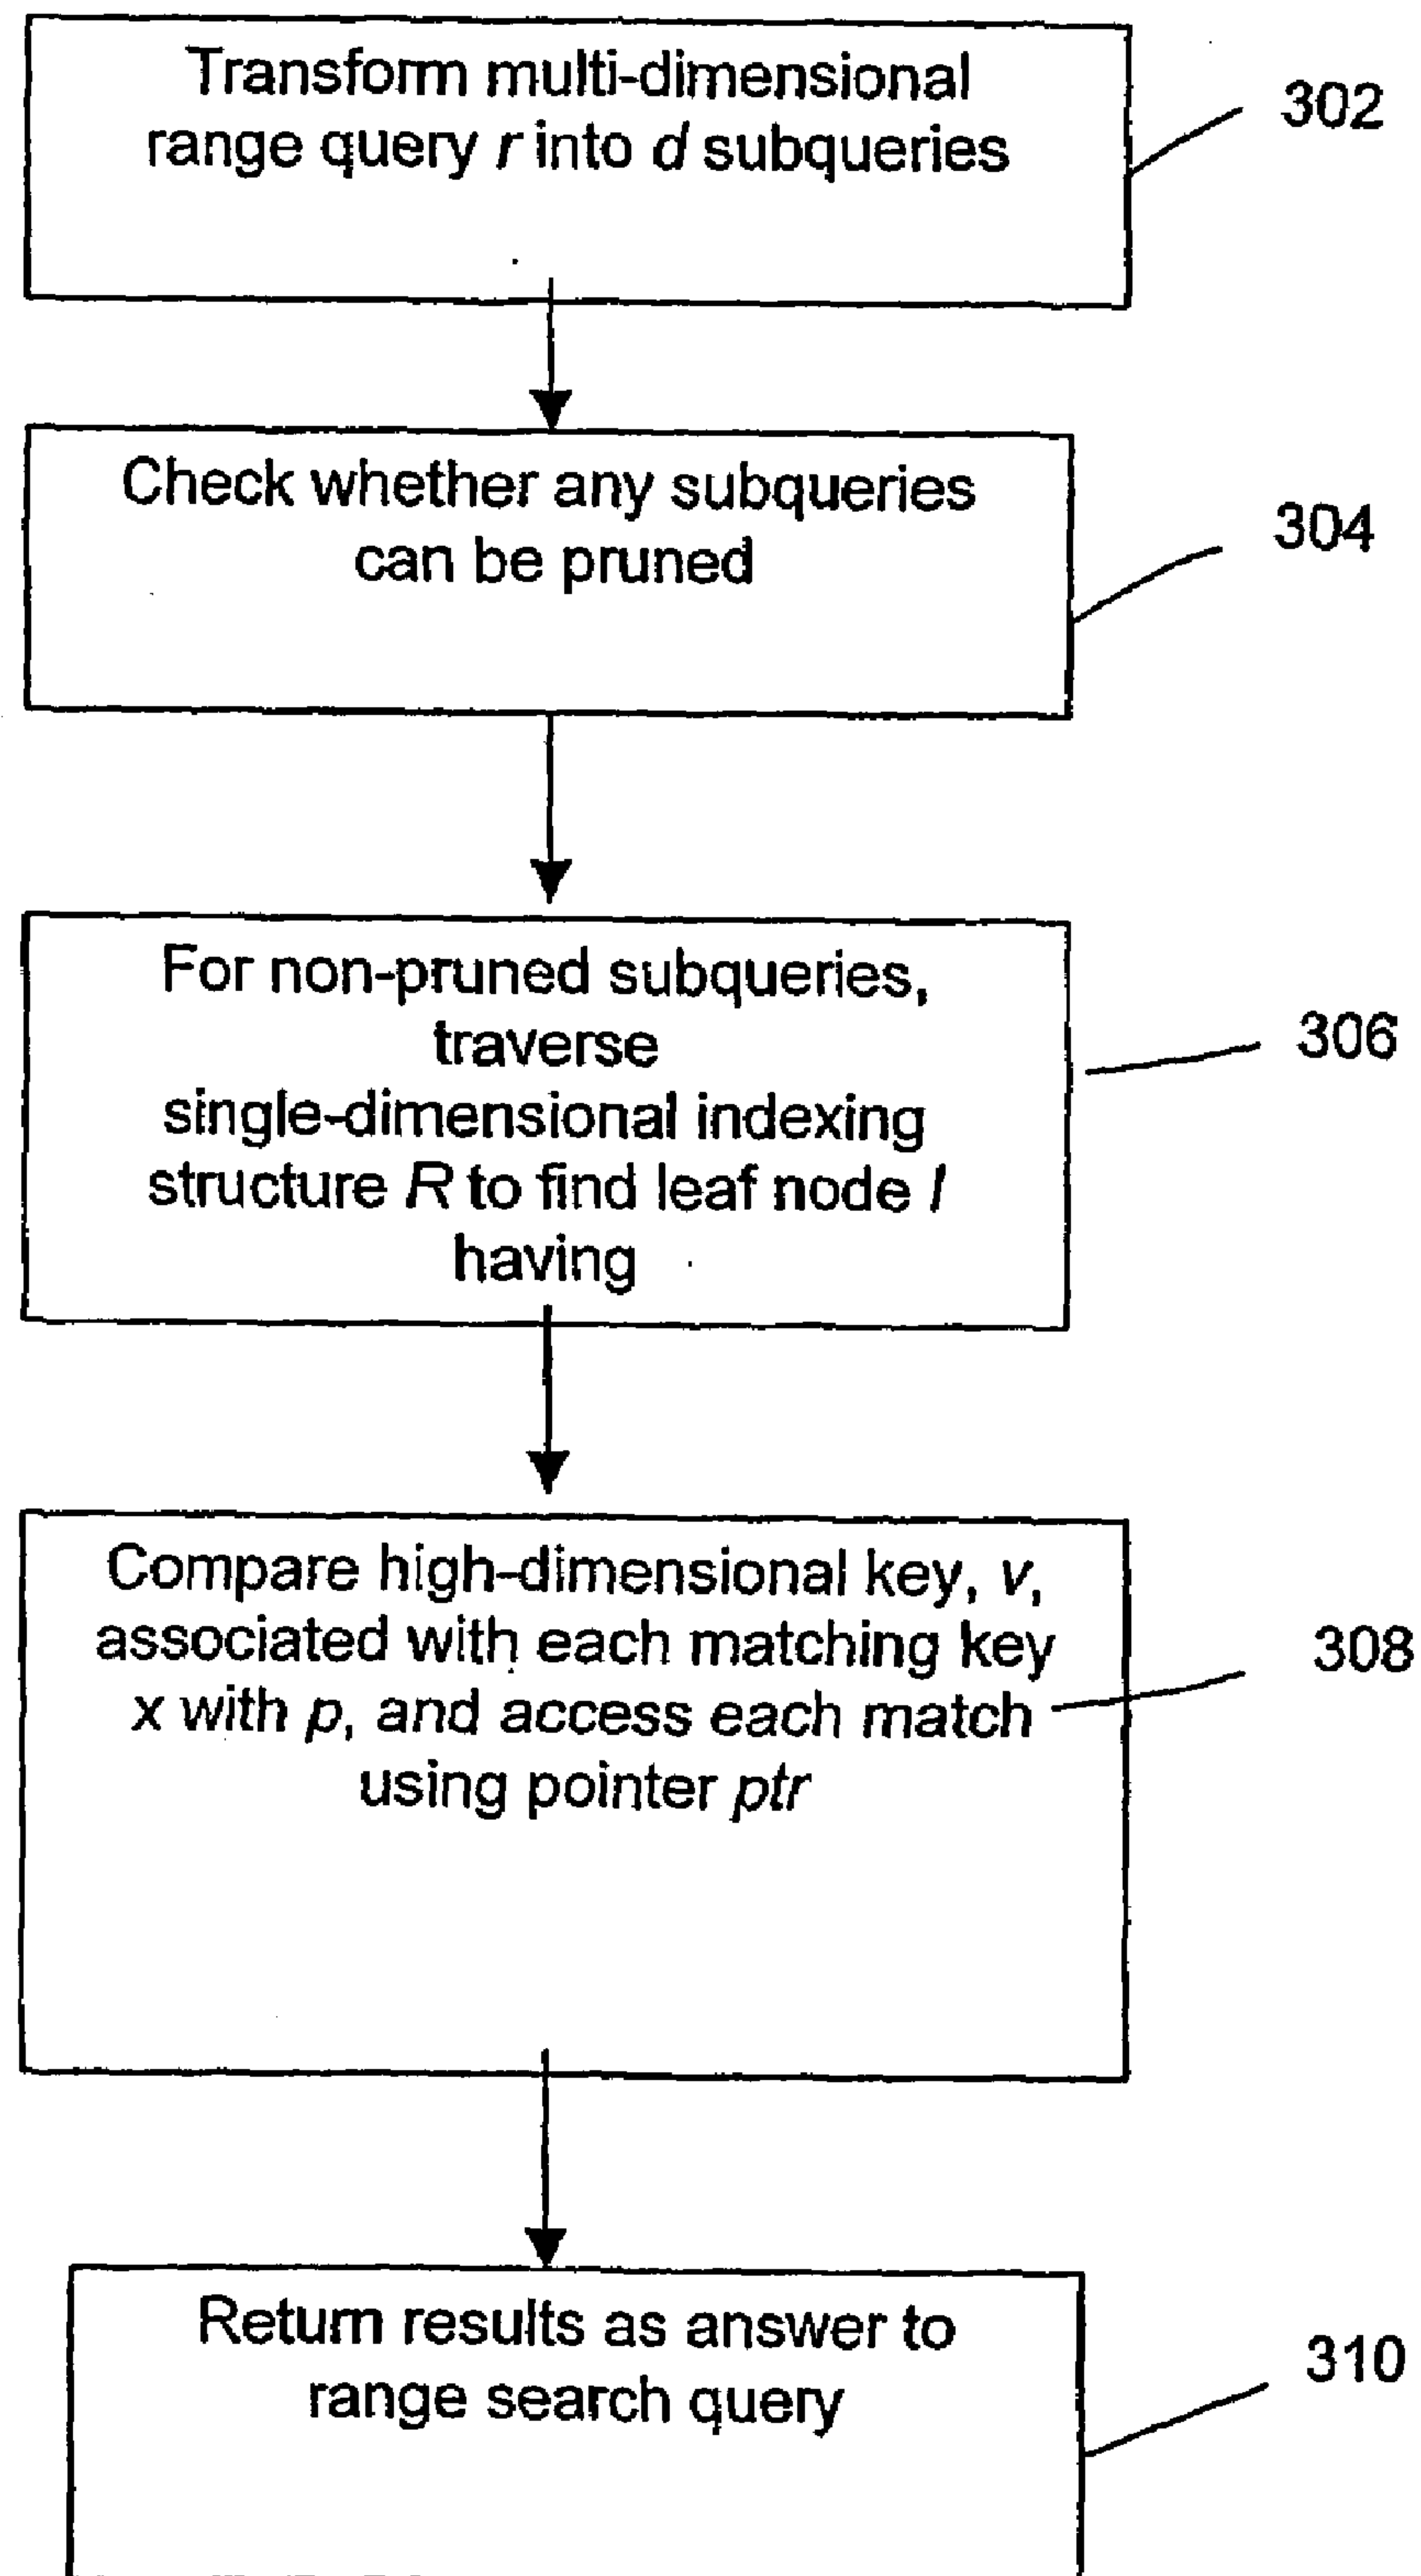 Transform multi-dimensional
range query r into d subqueries
302
Check whether any subqueries
can be pruned
304
For non-pruned subqueries,
traverse
single-dimensional indexing
structure R to find leaf node l
having
306
Compare high-dimensional key, v,
associated with each matching key
x with p, and access each match
using pointer ptr
308
Return results as answer to
range search query
310